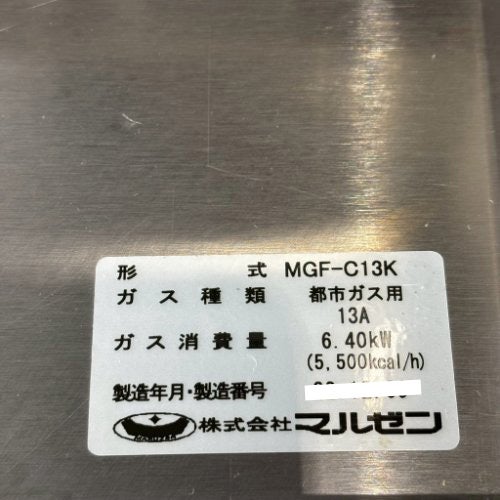 形式 MGF-C13K
ガス種類 都市ガス用
13A
ガス消費量 6.40kW
(5,500kcal/h)
製造年月・製造番号
MARUZEN 株式会社マルゼン